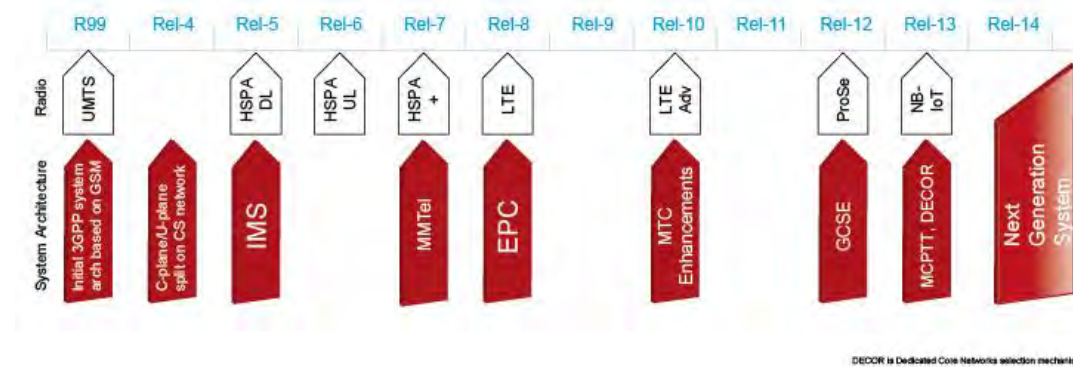 R99 Rel-4 Rel-5 Rel-6 Rel-7 Rel-8 Rel-9 Rel-10 Rel-11 Rel-12 Rel-13 Rel-14
Radio
UMTS
HSPA
DL
HSPA
UL
HSPA
+
LTE
LTE
Adv
ProSe
NB-
IoT
System Architecture
Initial 3GPP system
arch based on GSM
C-plane/U-plane
split on CS network
IMS
MMTel
EPC
MTC
Enhancements
GCSE
MCPTT, DECOR
Next
Generation
System
DECOR is Dedicated Core Networks selection mechanis